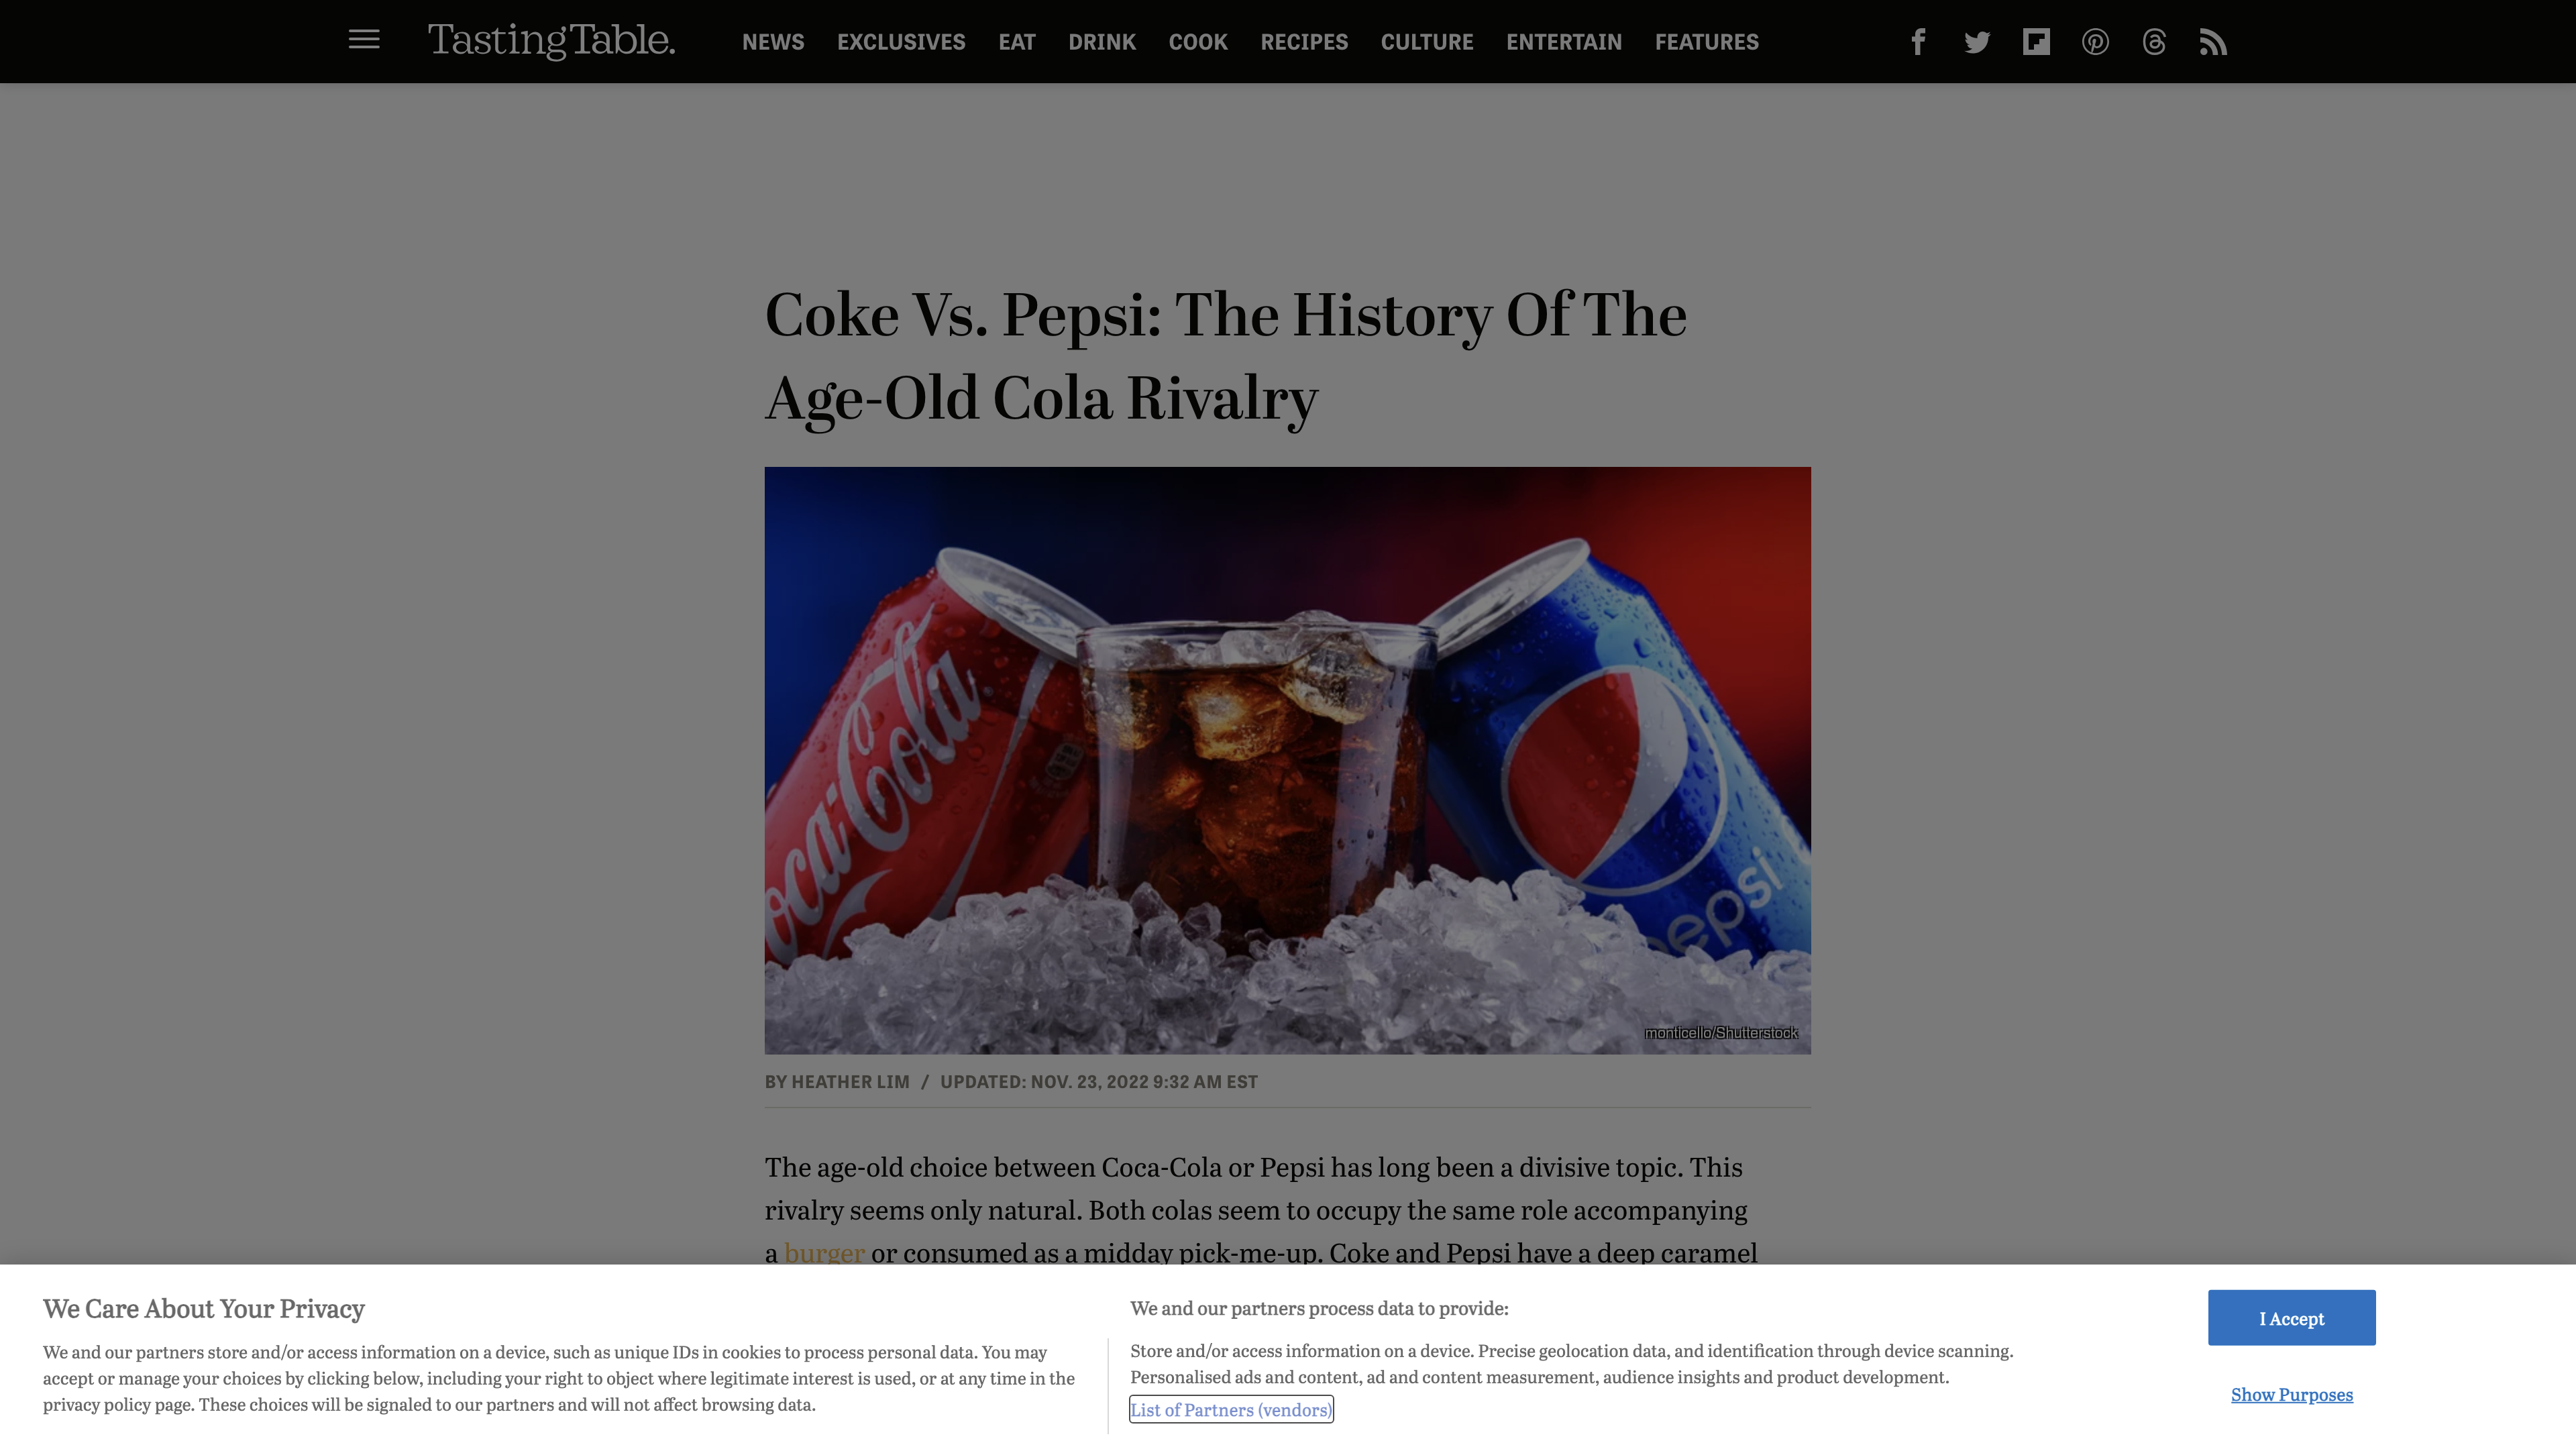 TastingTable.
NEWS EXCLUSIVES EAT DRINK COOK RECIPES CULTURE ENTERTAIN FEATURES
Coke Vs. Pepsi: The History Of The
Age-Old Cola Rivalry
Coca-Cola
pepsi
monticello/Shutterstock
BY HEATHER LIM / UPDATED: NOV. 23, 2022 9:32 AM EST
The age-old choice between Coca-Cola or Pepsi has long been a divisive topic. This
rivalry seems only natural. Both colas seem to occupy the same role accompanying
a burger or consumed as a midday pick-me-up. Coke and Pepsi have a deep caramel
We Care About Your Privacy
We and our partners store and/or access information on a device, such as unique IDs in cookies to process personal data. You may
accept or manage your choices by clicking below, including your right to object where legitimate interest is used, or at any time in the
privacy policy page. These choices will be signaled to our partners and will not affect browsing data.
We and our partners process data to provide:
Store and/or access information on a device. Precise geolocation data, and identification through device scanning.
Personalised ads and content, ad and content measurement, audience insights and product development.
List of Partners (vendors)
I Accept
Show Purposes